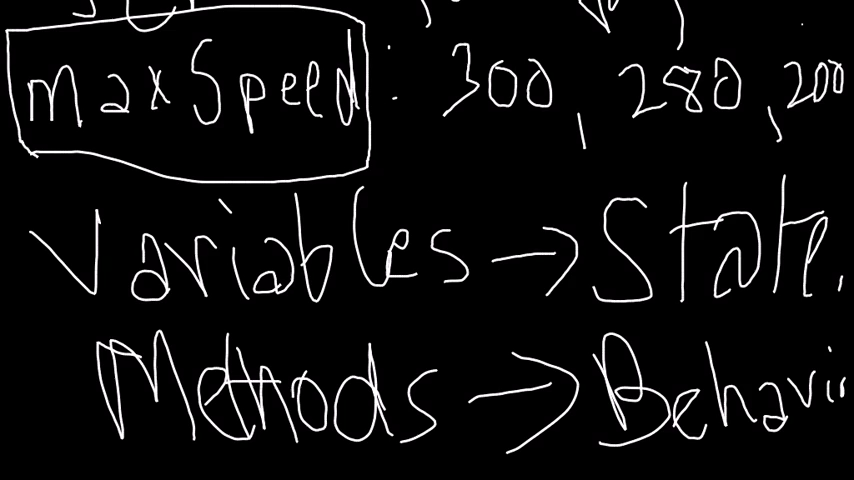 maxSpeed : 300, 280, 200
Variables → State.
Methods → Behavi